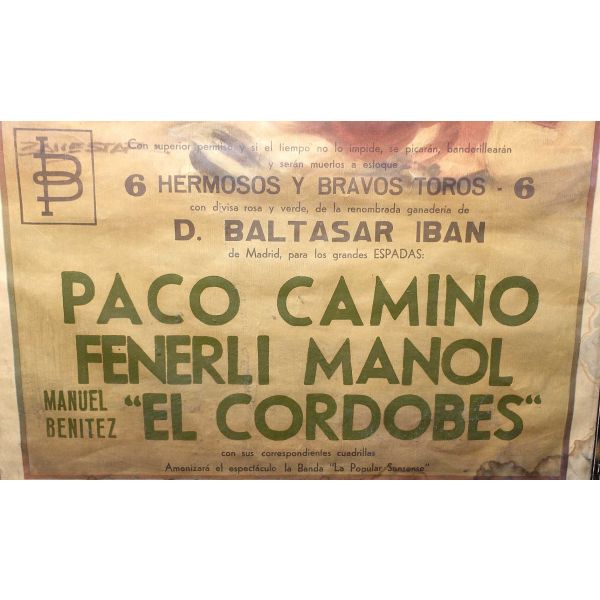 ZINIESTA
Con superior permiso y si el tiempo no lo impide, se picarán, banderillearán
y serán muertos a estoque
6 HERMOSOS Y BRAVOS TOROS - 6
con divisa rosa y verde, de la renombrada ganadería de
D. BALTASAR IBAN
de Madrid, para los grandes ESPADAS:
PACO CAMINO
FENERLI MANOL
MANUEL BENITEZ "EL CORDOBES"
con sus correspondientes cuadrillas
Amenizará el espectáculo la Banda "La Popular Sansense"